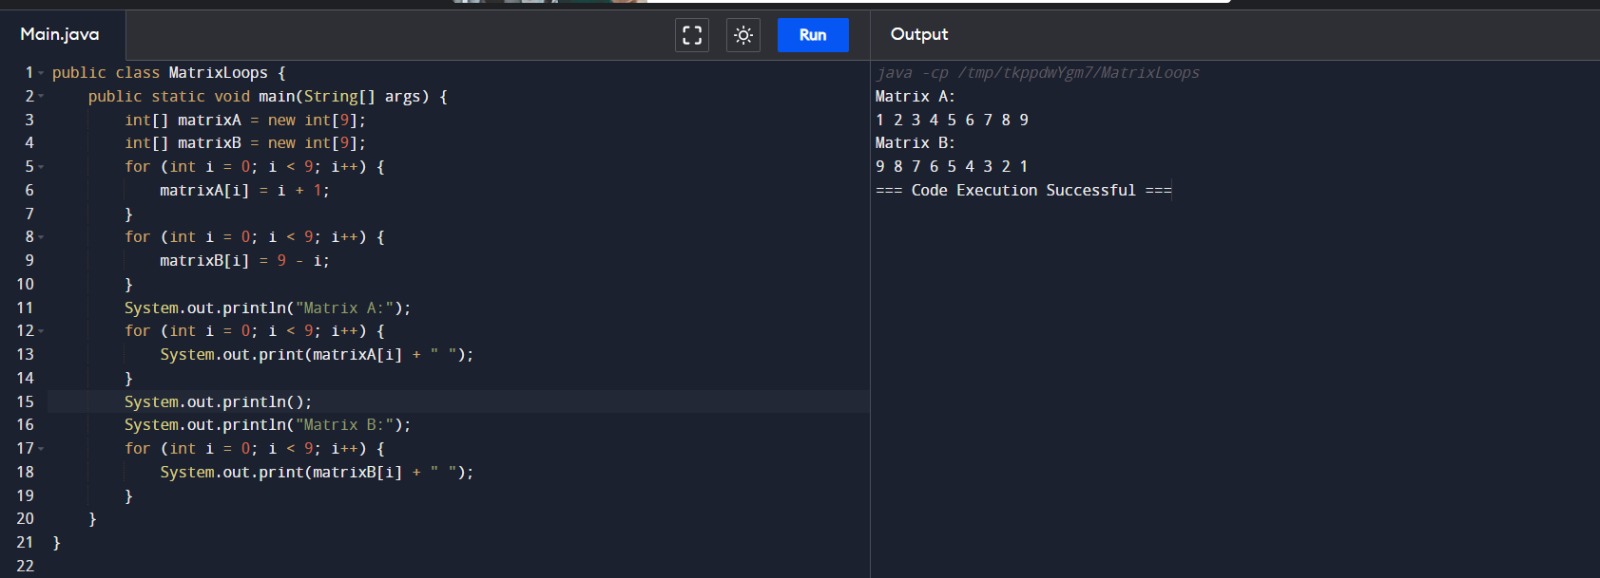 Main.java
Run
Output
1 public class MatrixLoops {
2     public static void main(String[] args) {
3         int[] matrixA = new int[9];
4         int[] matrixB = new int[9];
5         for (int i = 0; i < 9; i++) {
6             matrixA[i] = i + 1;
7         }
8         for (int i = 0; i < 9; i++) {
9             matrixB[i] = 9 - i;
10         }
11         System.out.println("Matrix A:");
12         for (int i = 0; i < 9; i++) {
13             System.out.print(matrixA[i] + " ");
14         }
15         System.out.println();
16         System.out.println("Matrix B:");
17         for (int i = 0; i < 9; i++) {
18             System.out.print(matrixB[i] + " ");
19         }
20     }
21 }
22
java -cp /tmp/tkppdwYgm7/MatrixLoops
Matrix A:
1 2 3 4 5 6 7 8 9
Matrix B:
9 8 7 6 5 4 3 2 1
=== Code Execution Successful ===